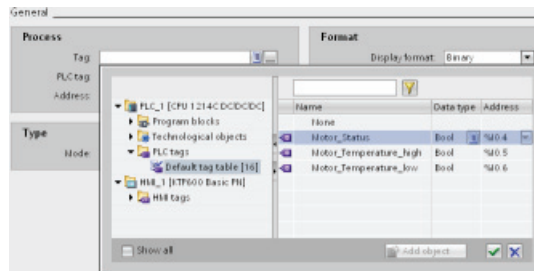 General
Process
Tag:
PLC tag:
Address:
Type
Mode:
Format
Display format: Binary
PLC_1 [CPU 1214C DC/DC/DC]
Program blocks
Technological objects
PLC tags
Default tag table [16]
HMI_1 [KTP600 Basic PN]
HMI tags
Name Data type Address
None
Motor_Status Bool %I0.4
Motor_Temperature_high Bool %I0.5
Motor_Temperature_low Bool %I0.6
Show all
Add object